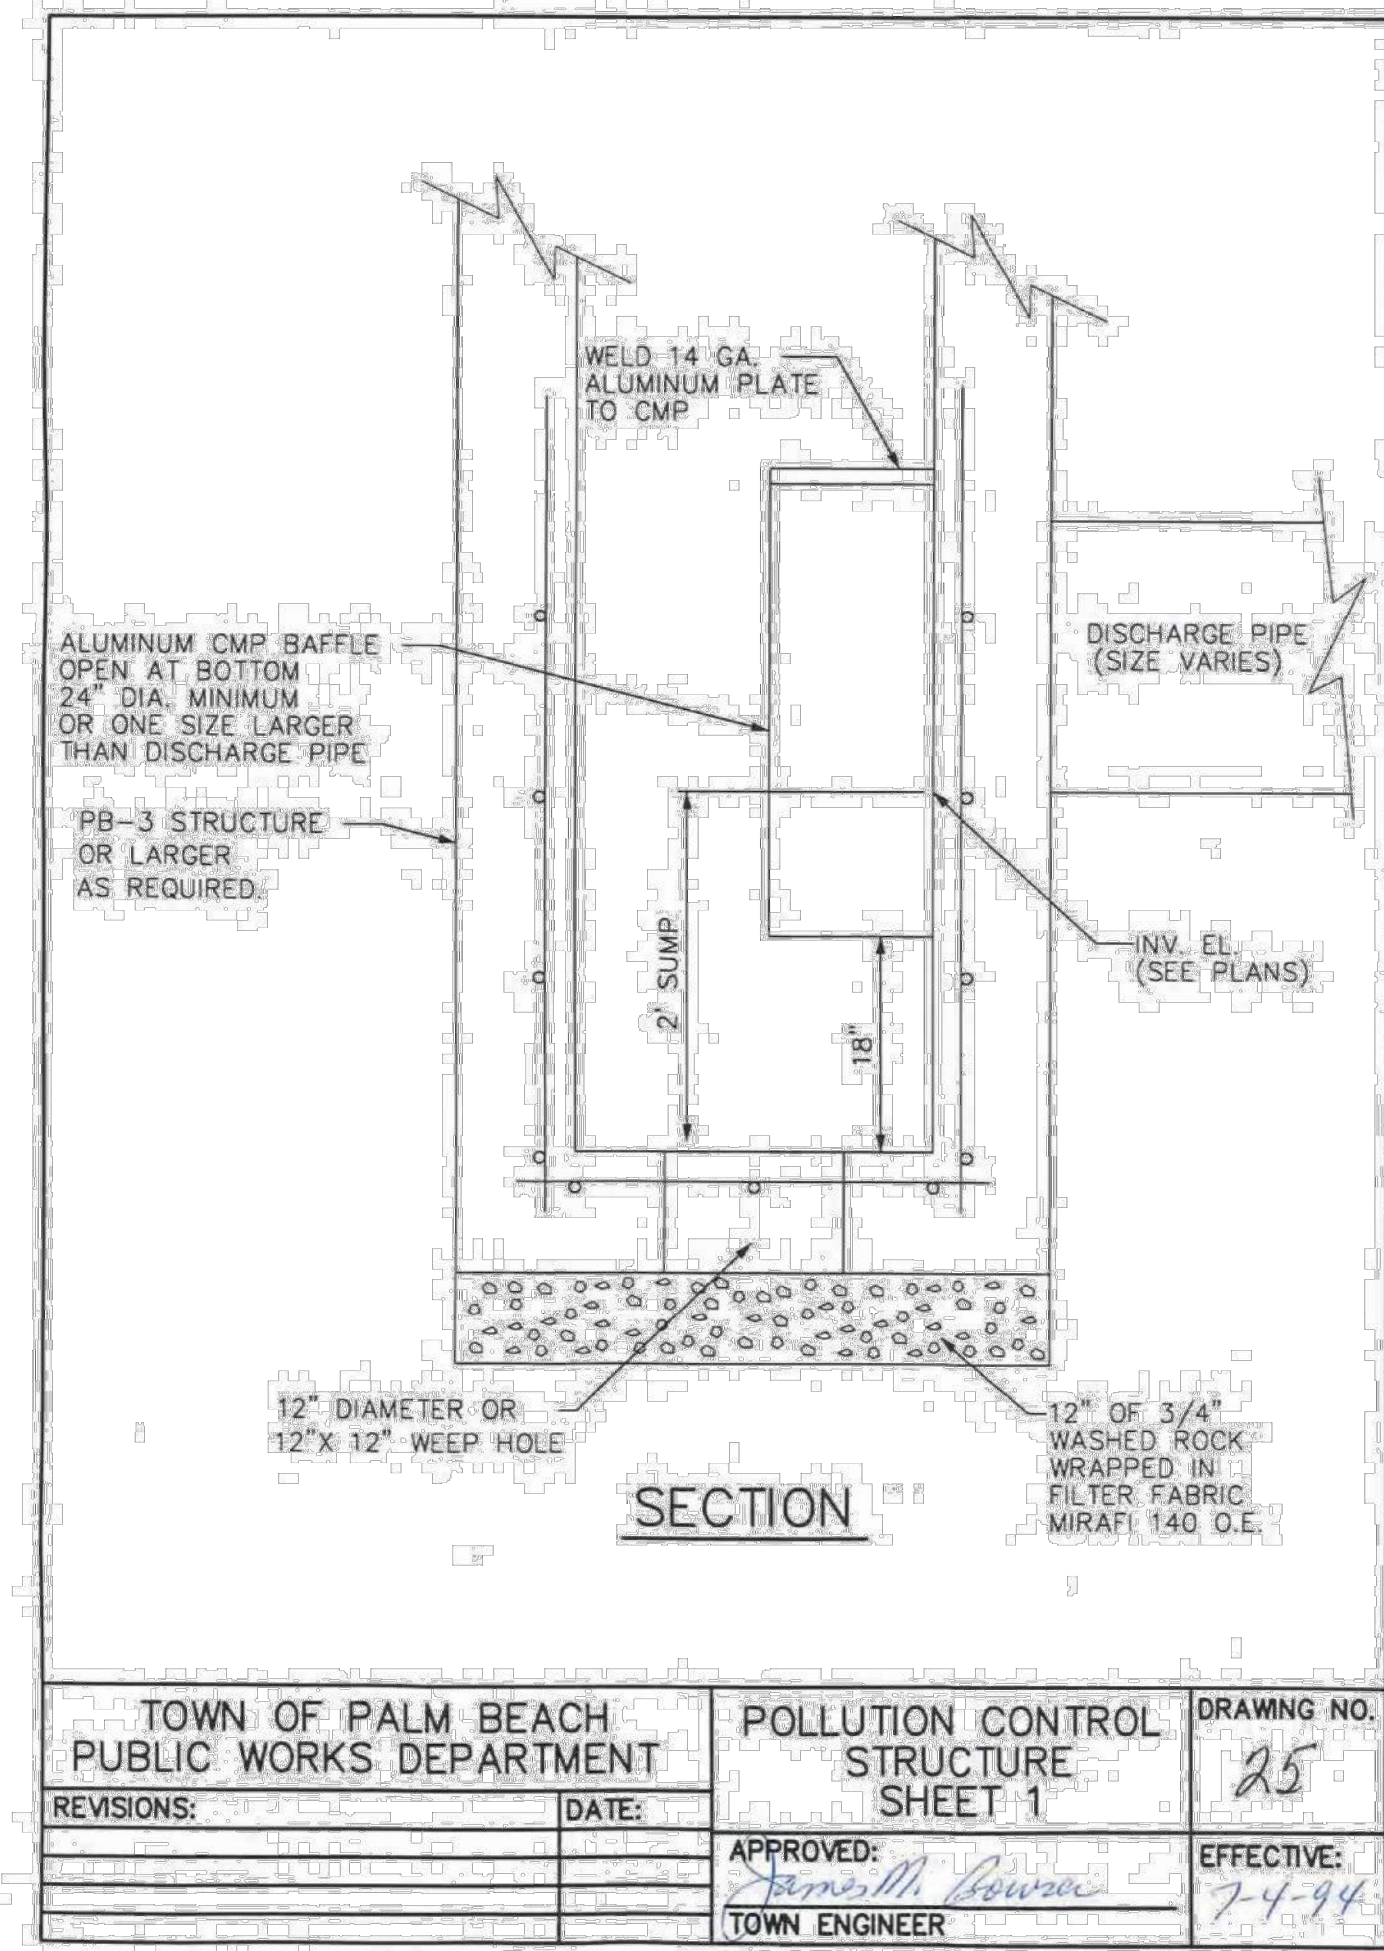 WELD 14 GA.
ALUMINUM PLATE
TO CMP
ALUMINUM CMP BAFFLE
OPEN AT BOTTOM
24" DIA. MINIMUM
OR ONE SIZE LARGER
THAN DISCHARGE PIPE
DISCHARGE PIPE
(SIZE VARIES)
PB-3 STRUCTURE
OR LARGER
AS REQUIRED.
2' SUMP
18"
INV. EL.
(SEE PLANS)
12" DIAMETER OR
12"X 12" WEEP HOLE
12" OF 3/4"
WASHED ROCK
WRAPPED IN
FILTER FABRIC
MIRAFI 140 O.E.
SECTION
TOWN OF PALM BEACH
PUBLIC WORKS DEPARTMENT
REVISIONS:
DATE:
POLLUTION CONTROL
STRUCTURE
SHEET 1
DRAWING NO.
25
APPROVED:
James M.
TOWN ENGINEER
EFFECTIVE:
7-4-94